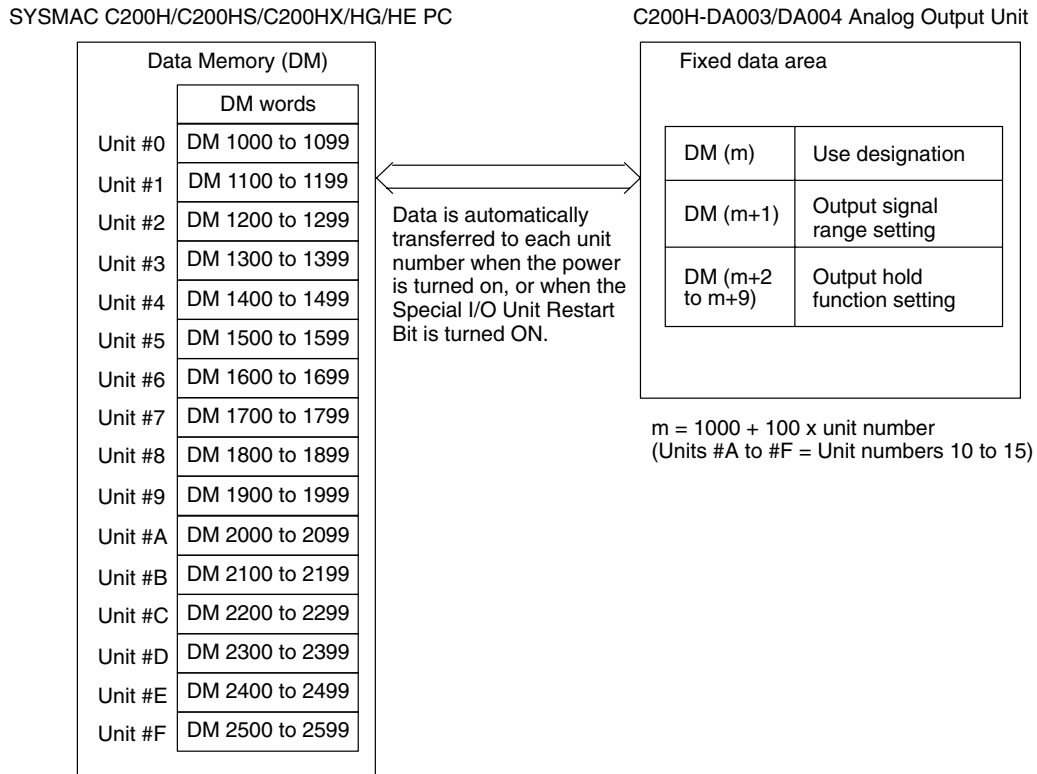 SYSMAC C200H/C200HS/C200HX/HG/HE PC
Data Memory (DM)
DM words
Unit #0 DM 1000 to 1099
Unit #1 DM 1100 to 1199
Unit #2 DM 1200 to 1299
Unit #3 DM 1300 to 1399
Unit #4 DM 1400 to 1499
Unit #5 DM 1500 to 1599
Unit #6 DM 1600 to 1699
Unit #7 DM 1700 to 1799
Unit #8 DM 1800 to 1899
Unit #9 DM 1900 to 1999
Unit #A DM 2000 to 2099
Unit #B DM 2100 to 2199
Unit #C DM 2200 to 2299
Unit #D DM 2300 to 2399
Unit #E DM 2400 to 2499
Unit #F DM 2500 to 2599
Data is automatically
transferred to each unit
number when the power
is turned on, or when the
Special I/O Unit Restart
Bit is turned ON.
C200H-DA003/DA004 Analog Output Unit
Fixed data area
DM (m) Use designation
DM (m+1) Output signal
range setting
DM (m+2 Output hold
to m+9) function setting
m = 1000 + 100 x unit number
(Units #A to #F = Unit numbers 10 to 15)